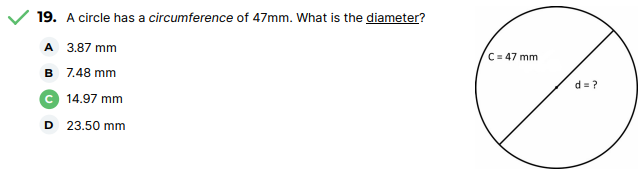 19. A circle has a circumference of 47mm. What is the diameter?
A 3.87 mm
B 7.48 mm
C 14.97 mm
D 23.50 mm
C = 47 mm
d = ?